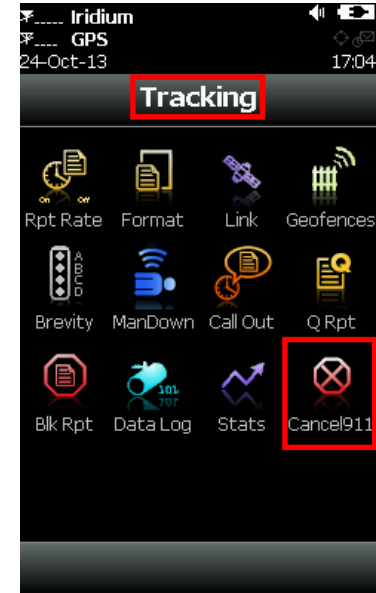 Iridium
GPS
24-Oct-13 17:04
Tracking
Rpt Rate Format Link Geofences
Brevity ManDown Call Out Q Rpt
Blk Rpt Data Log Stats Cancel911